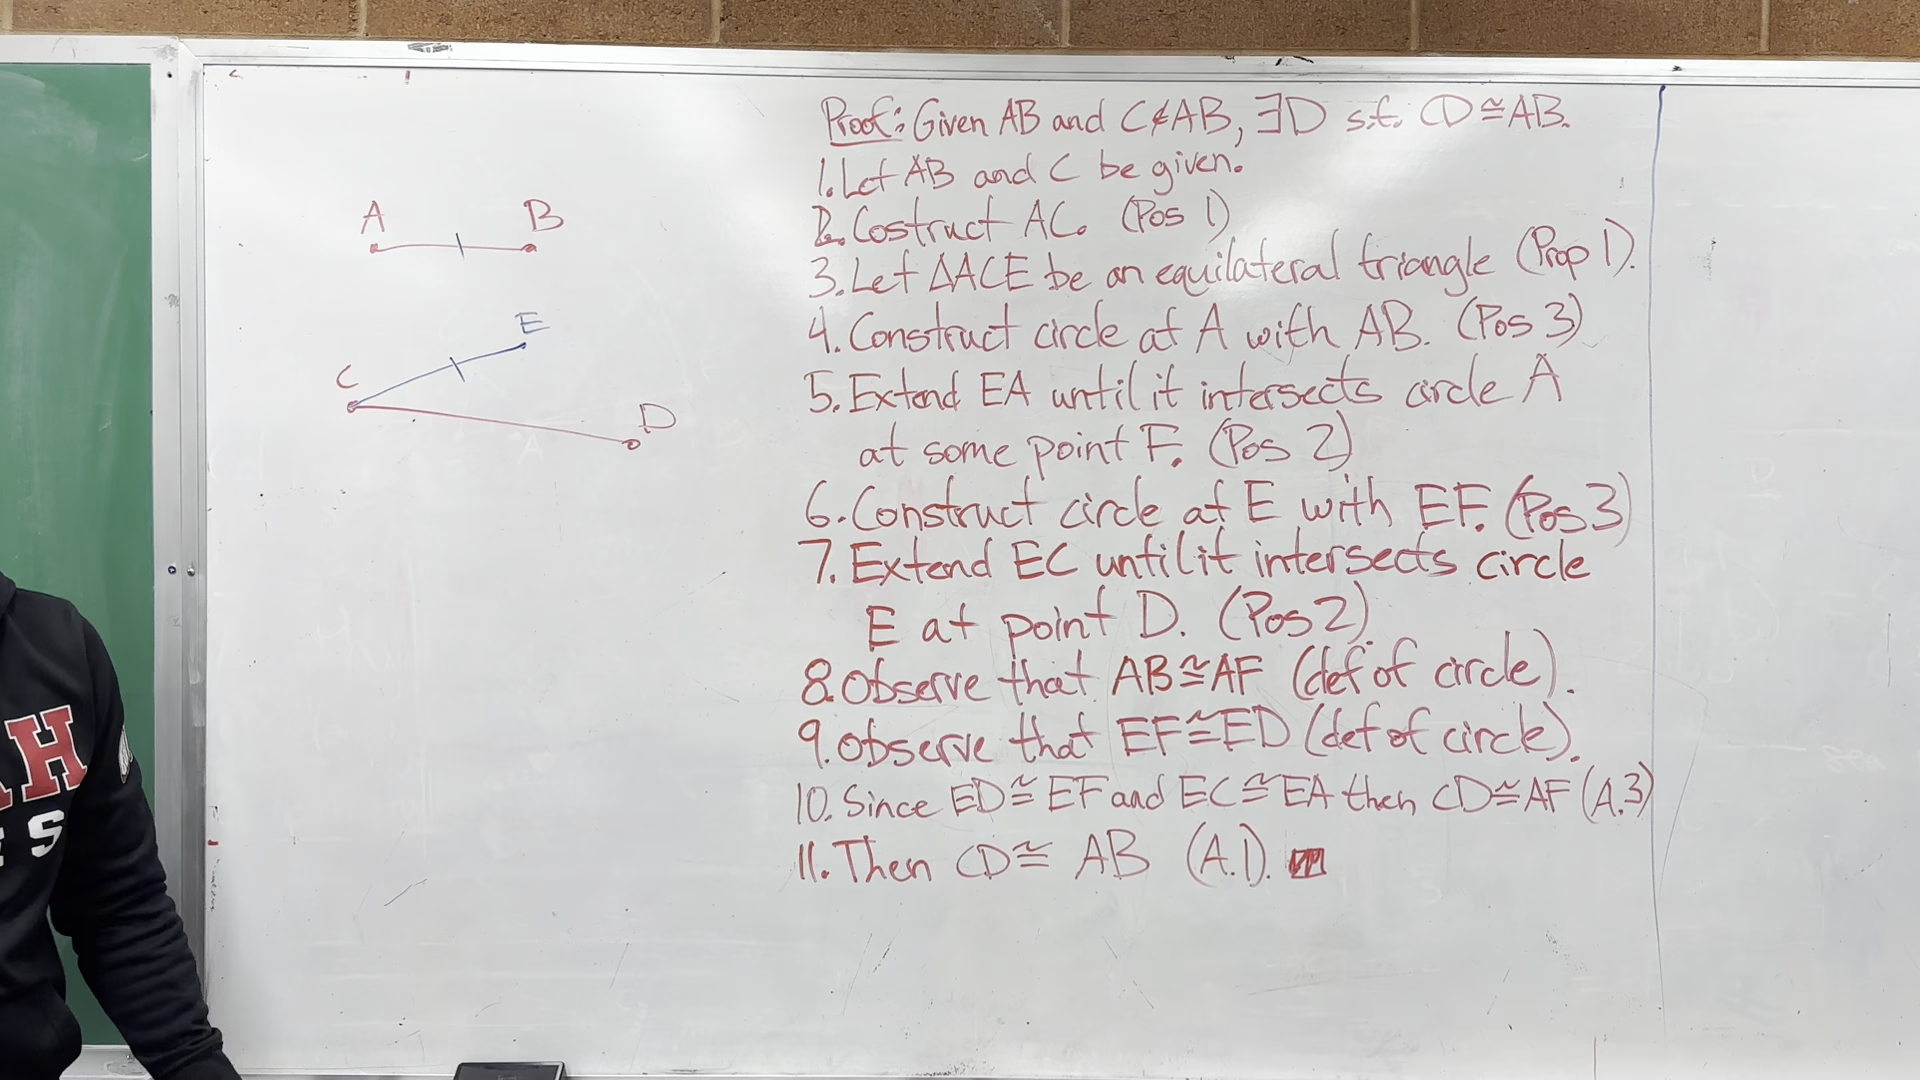 Proof: Given AB and C∉AB, ∃D s.t. CD≅AB.
1. Let AB and C be given.
2. Costruct AC. (Pos 1)
3. Let ΔACE be an equilateral triangle (Prop 1).
4. Construct circle at A with AB. (Pos 3)
5. Extend EA until it intersects circle A
at some point F. (Pos 2)
6. Construct circle at E with EF. (Pos 3)
7. Extend EC until it intersects circle
E at point D. (Pos 2).
8. Observe that AB≅AF (def of circle).
9. Observe that EF≅ED (def of circle).
10. Since ED≅EF and EC≅EA then CD≅AF (A.3)
11. Then CD≅ AB (A.1).
A B
E
C
D
H
S